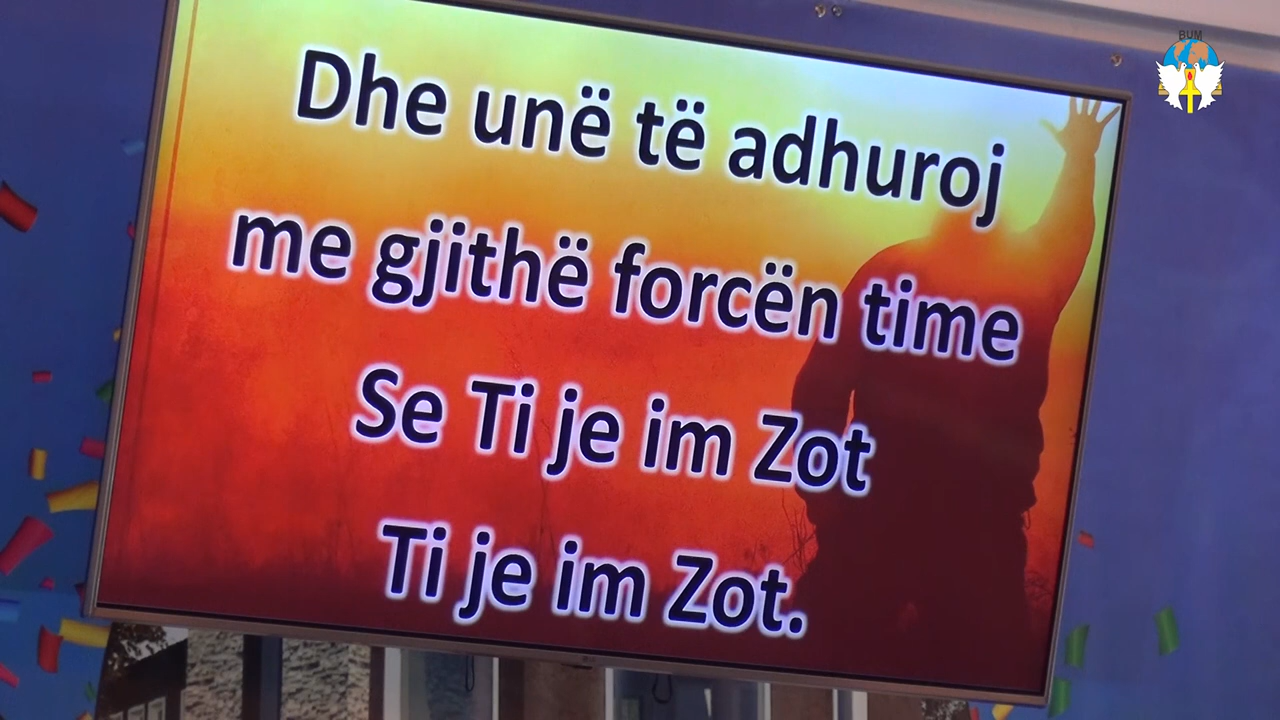 BUM
Dhe unë të adhuroj
me gjithë forcën time
Se Ti je im Zot
Ti je im Zot.